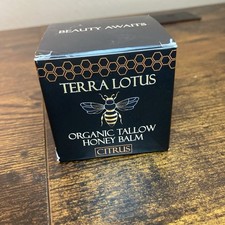 BEAUTY AWAITS
TERRA LOTUS
ORGANIC TALLOW
HONEY BALM
CITRUS